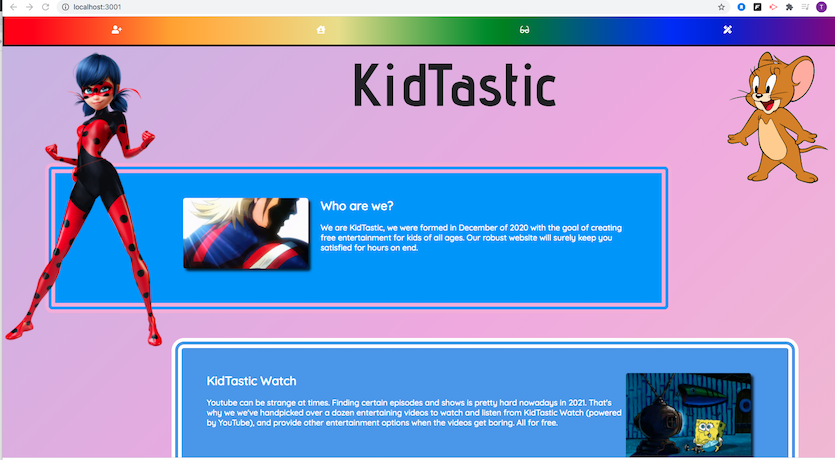 localhost:3001
T
KidTastic
Who are we?
We are KidTastic, we were formed in December of 2020 with the goal of creating
free entertainment for kids of all ages. Our robust website will surely keep you
satisfied for hours on end.
KidTastic Watch
Youtube can be strange at times. Finding certain episodes and shows is pretty hard nowadays in 2021. That's
why we we've handpicked over a dozen entertaining videos to watch and listen from KidTastic Watch (powered
by YouTube), and provide other entertainment options when the videos get boring. All for free.